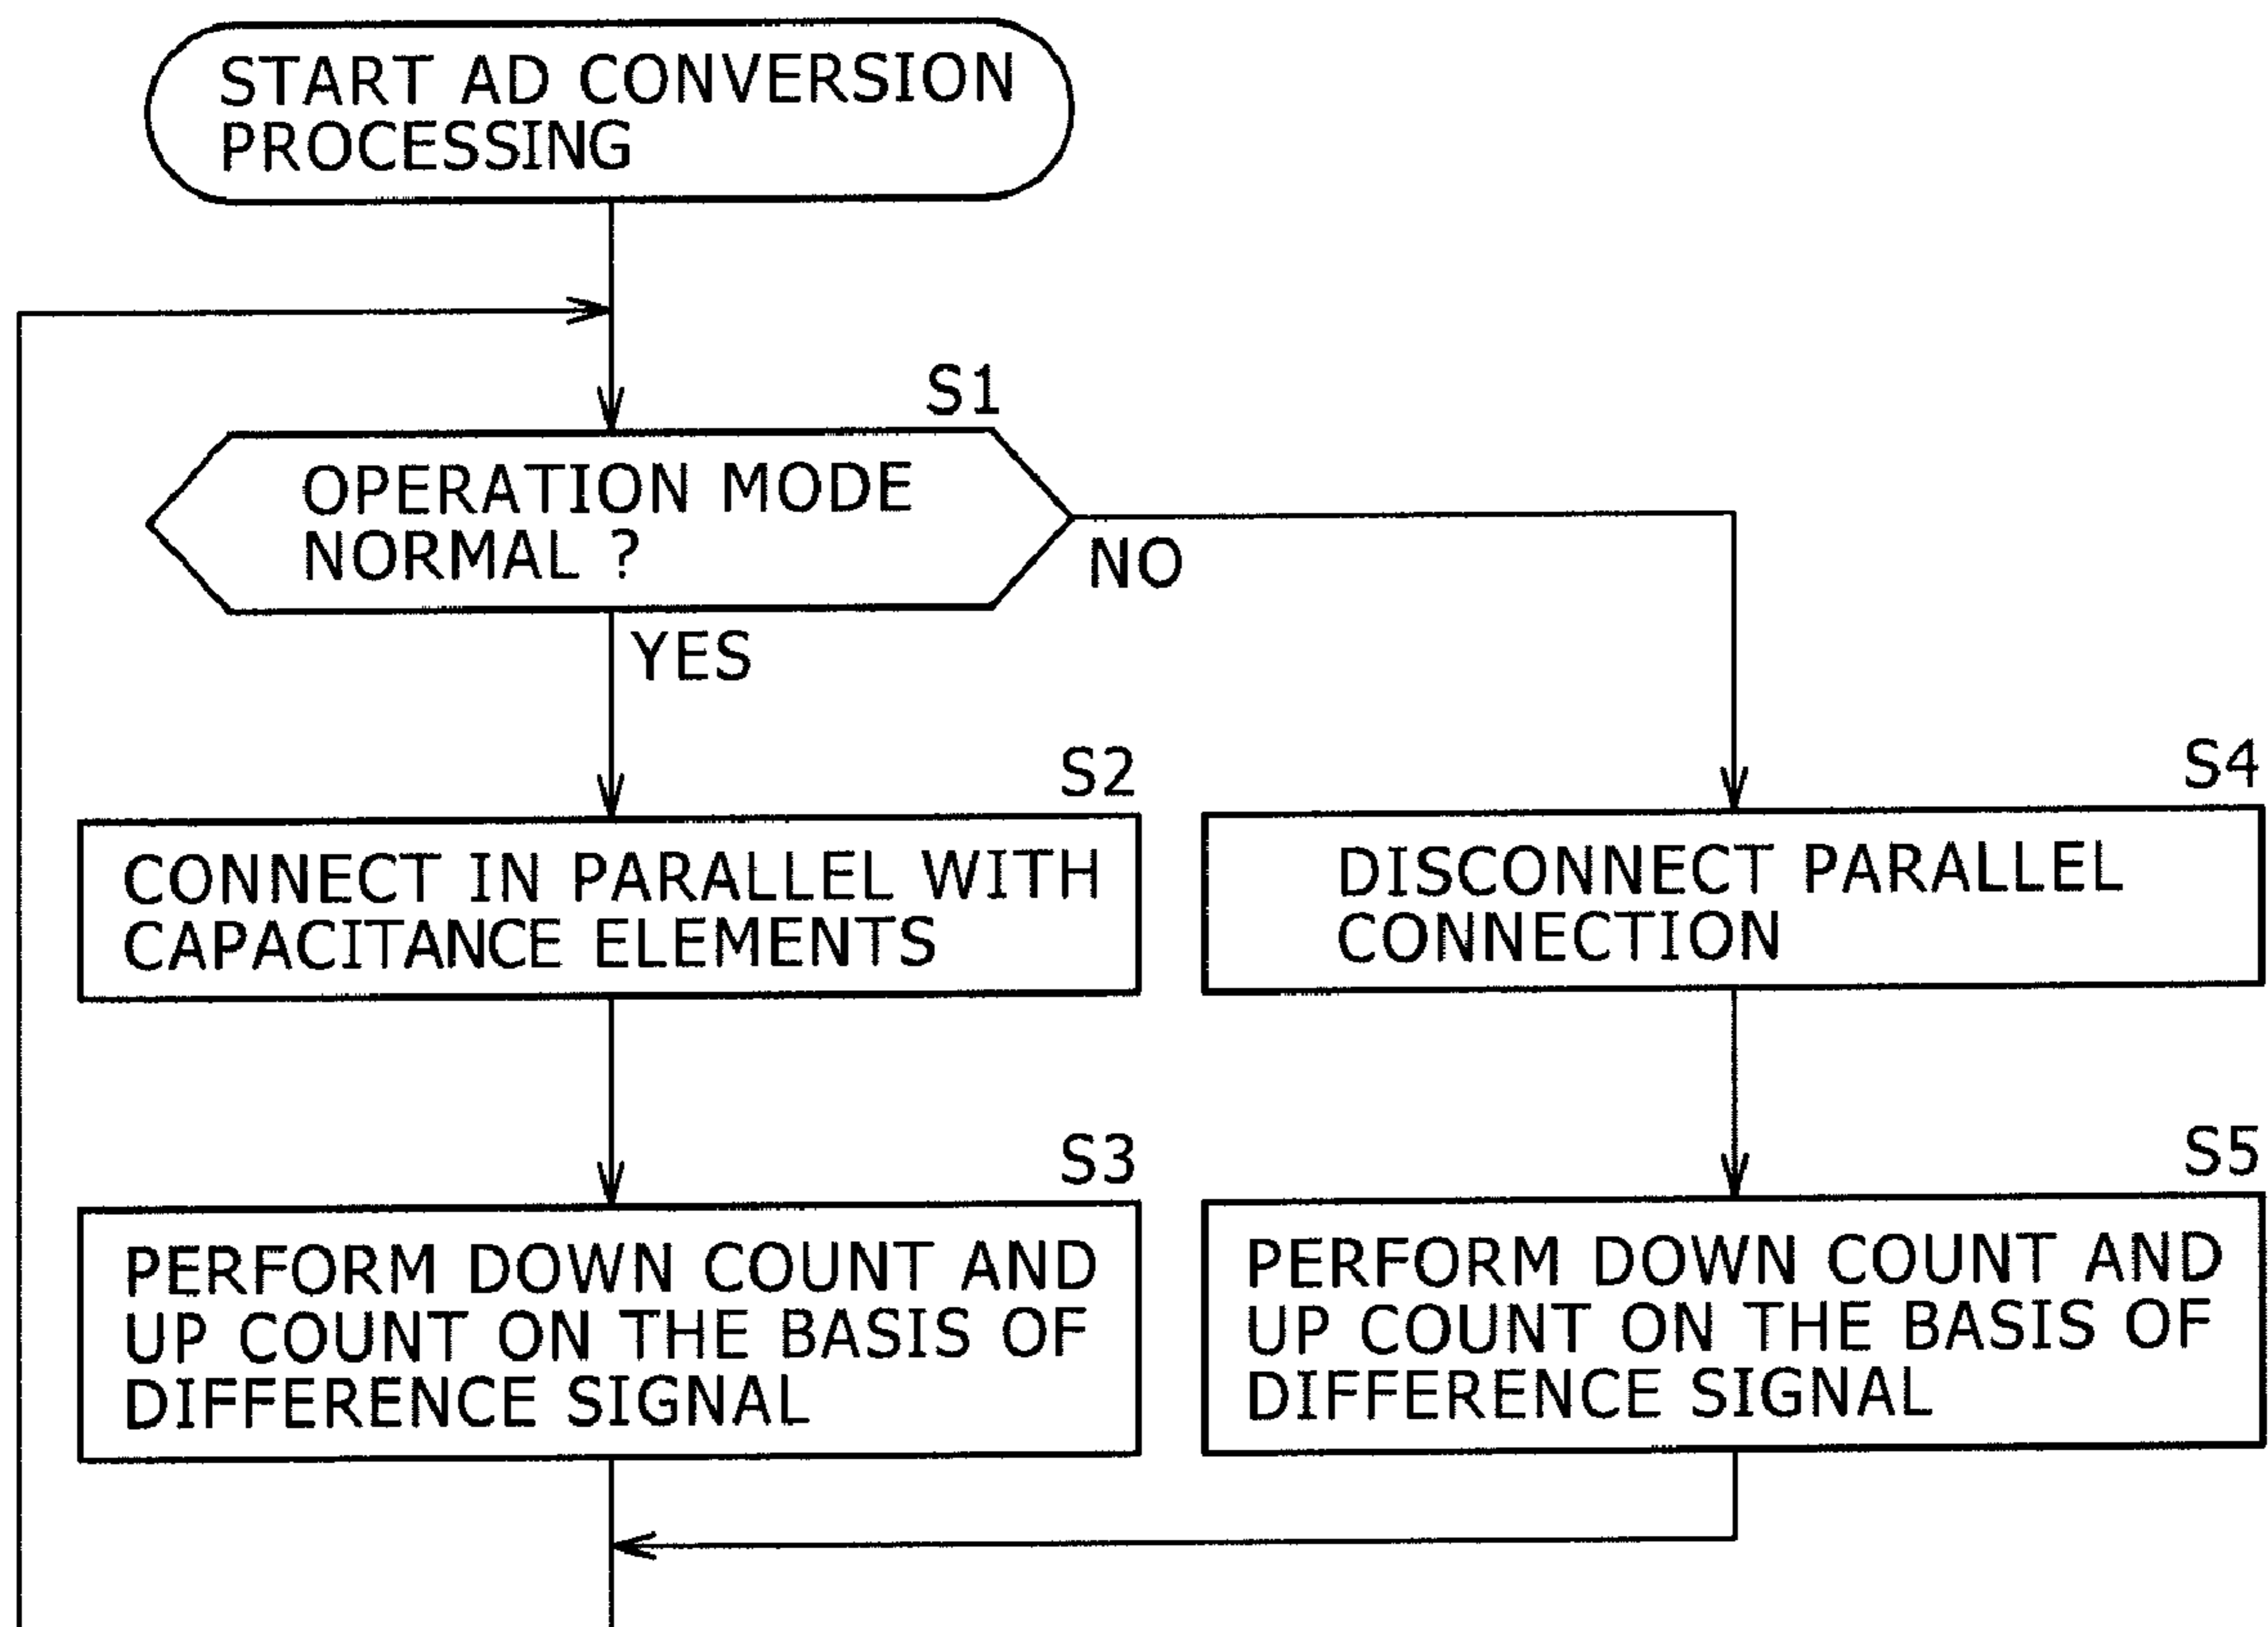 START AD CONVERSION
PROCESSING
S1
OPERATION MODE
NORMAL ?
NO
YES
S2
CONNECT IN PARALLEL WITH
CAPACITANCE ELEMENTS
S4
DISCONNECT PARALLEL
CONNECTION
S3
PERFORM DOWN COUNT AND
UP COUNT ON THE BASIS OF
DIFFERENCE SIGNAL
S5
PERFORM DOWN COUNT AND
UP COUNT ON THE BASIS OF
DIFFERENCE SIGNAL